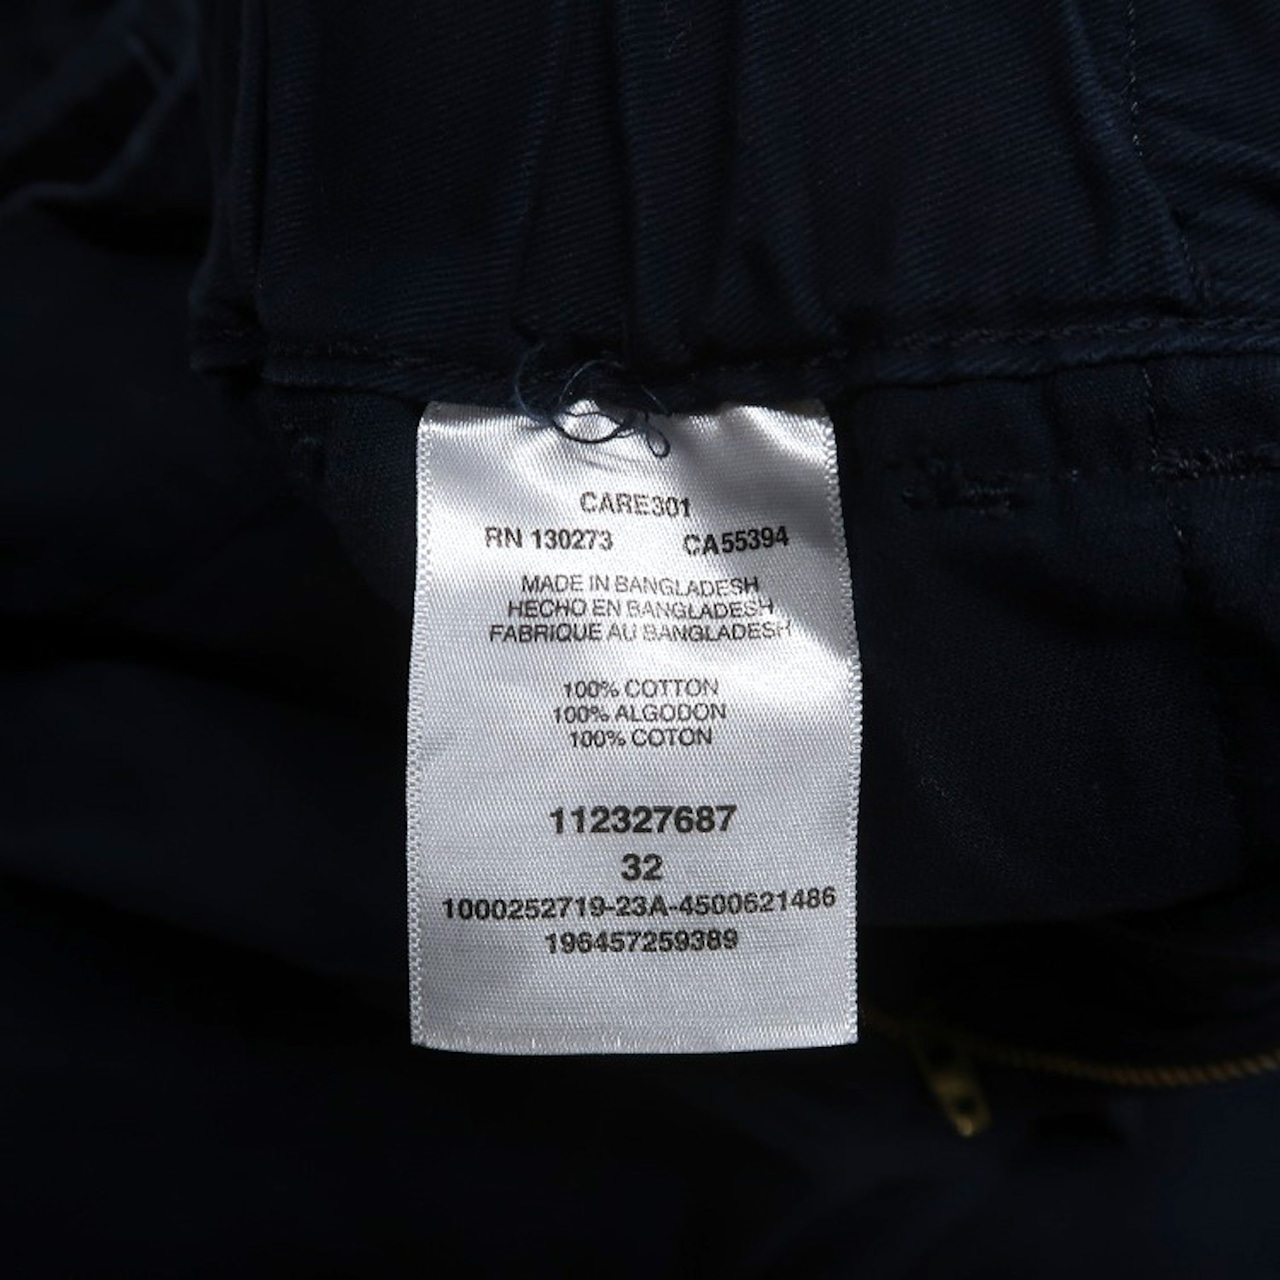 CARE301
RN 130273 CA55394
MADE IN BANGLADESH
HECHO EN BANGLADESH
FABRIQUE AU BANGLADESH
100% COTTON
100% ALGODON
100% COTON
112327687
32
1000252719-23A-4500621486
196457259389